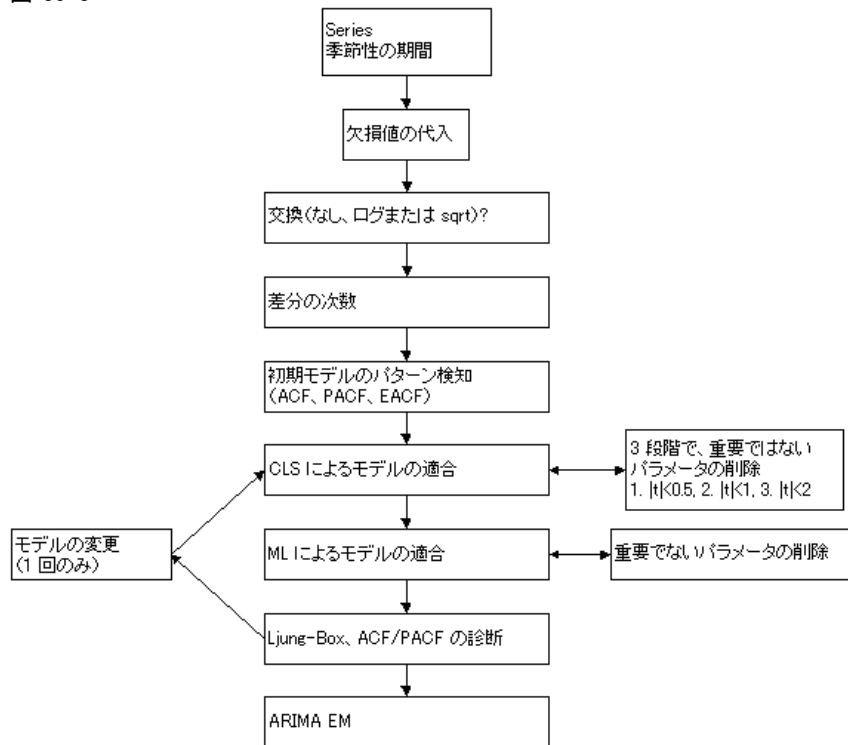 Series
季節性の期間
欠損値の代入
交換(なし、ログまたは sqrt)?
差分の次数
初期モデルのパターン検知
(ACF、PACF、EACF)
CLS によるモデルの適合
3 段階で、重要ではない
パラメータの削除
1. |t|<0.5, 2. |t|<1, 3. |t|<2
モデルの変更
(1 回のみ)
ML によるモデルの適合
重要でないパラメータの削除
Ljung-Box、ACF/PACF の診断
ARIMA EM